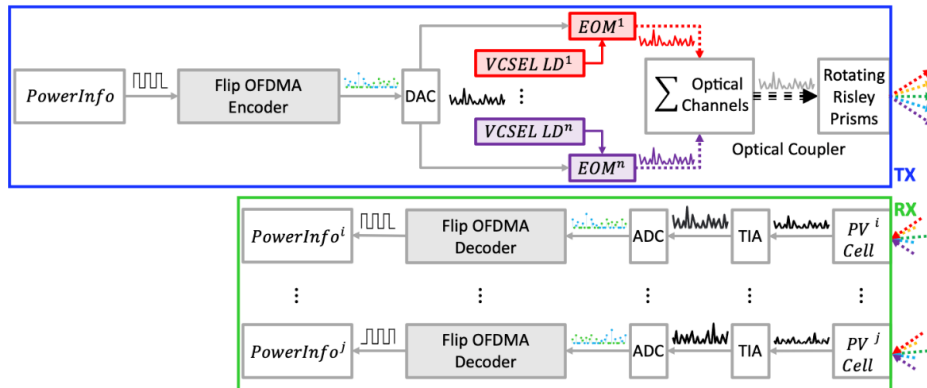 EOM¹
VCSEL LD¹
PowerInfo
Flip OFDMA
Encoder
DAC
⋮
∑ Optical
Channels
Rotating
Risley
Prisms
VCSEL LDⁿ
EOMⁿ
Optical Coupler
TX
RX
PowerInfoⁱ
Flip OFDMA
Decoder
ADC
TIA
PV ⁱ
Cell
⋮ ⋮ ⋮ ⋮ ⋮
PowerInfoʲ
Flip OFDMA
Decoder
ADC
TIA
PV ʲ
Cell